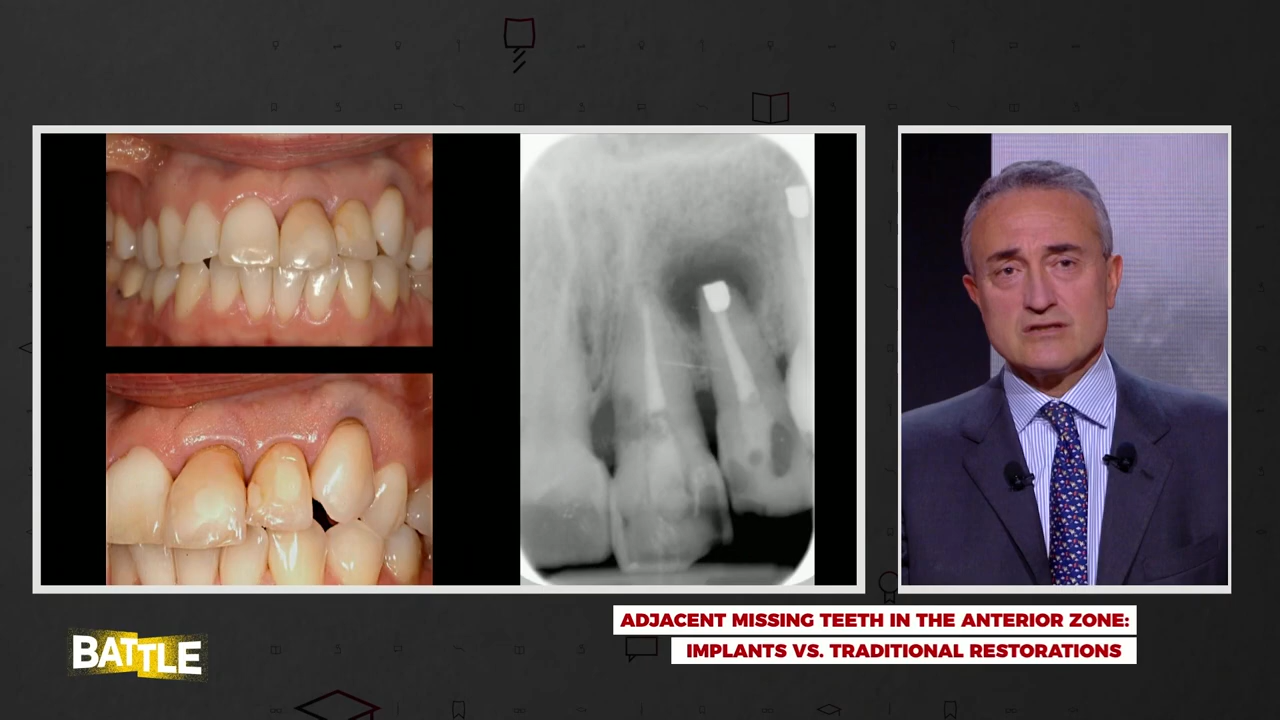 BATTLE
ADJACENT MISSING TEETH IN THE ANTERIOR ZONE:
IMPLANTS VS. TRADITIONAL RESTORATIONS